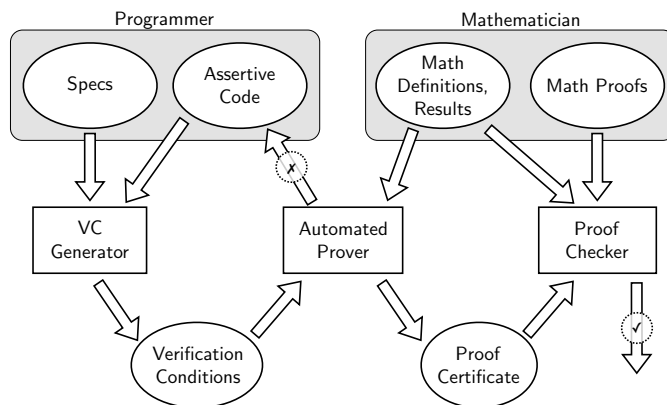 Programmer
Mathematician
Specs
Assertive
Code
Math
Definitions,
Results
Math Proofs
✗
VC
Generator
Automated
Prover
Proof
Checker
✓
Verification
Conditions
Proof
Certificate